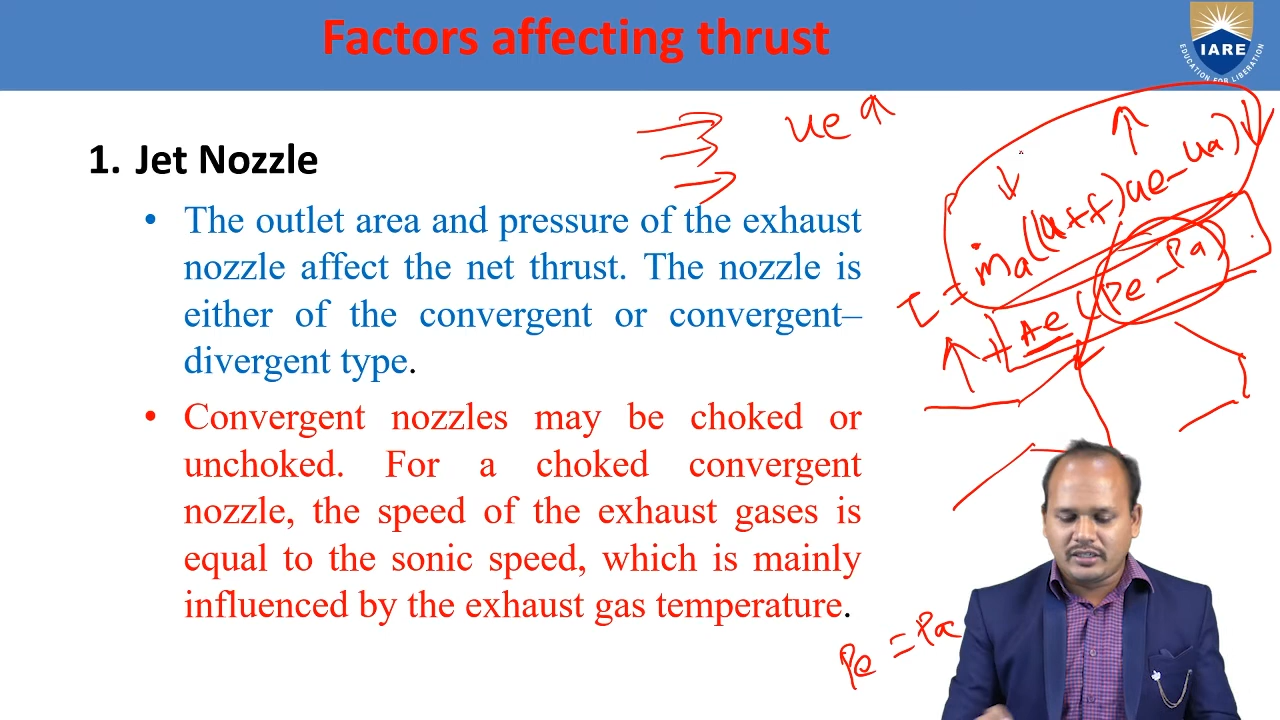 Factors affecting thrust
IARE
EDUCATION FOR LIBERATION
1. Jet Nozzle
• The outlet area and pressure of the exhaust
nozzle affect the net thrust. The nozzle is
either of the convergent or convergent–
divergent type.
• Convergent nozzles may be choked or
unchoked. For a choked convergent
nozzle, the speed of the exhaust gases is
equal to the sonic speed, which is mainly
influenced by the exhaust gas temperature.
ue ↑
= ṁa((1+f)ue-ua)
+ Ae (Pe-Pa)
Pe = Pa